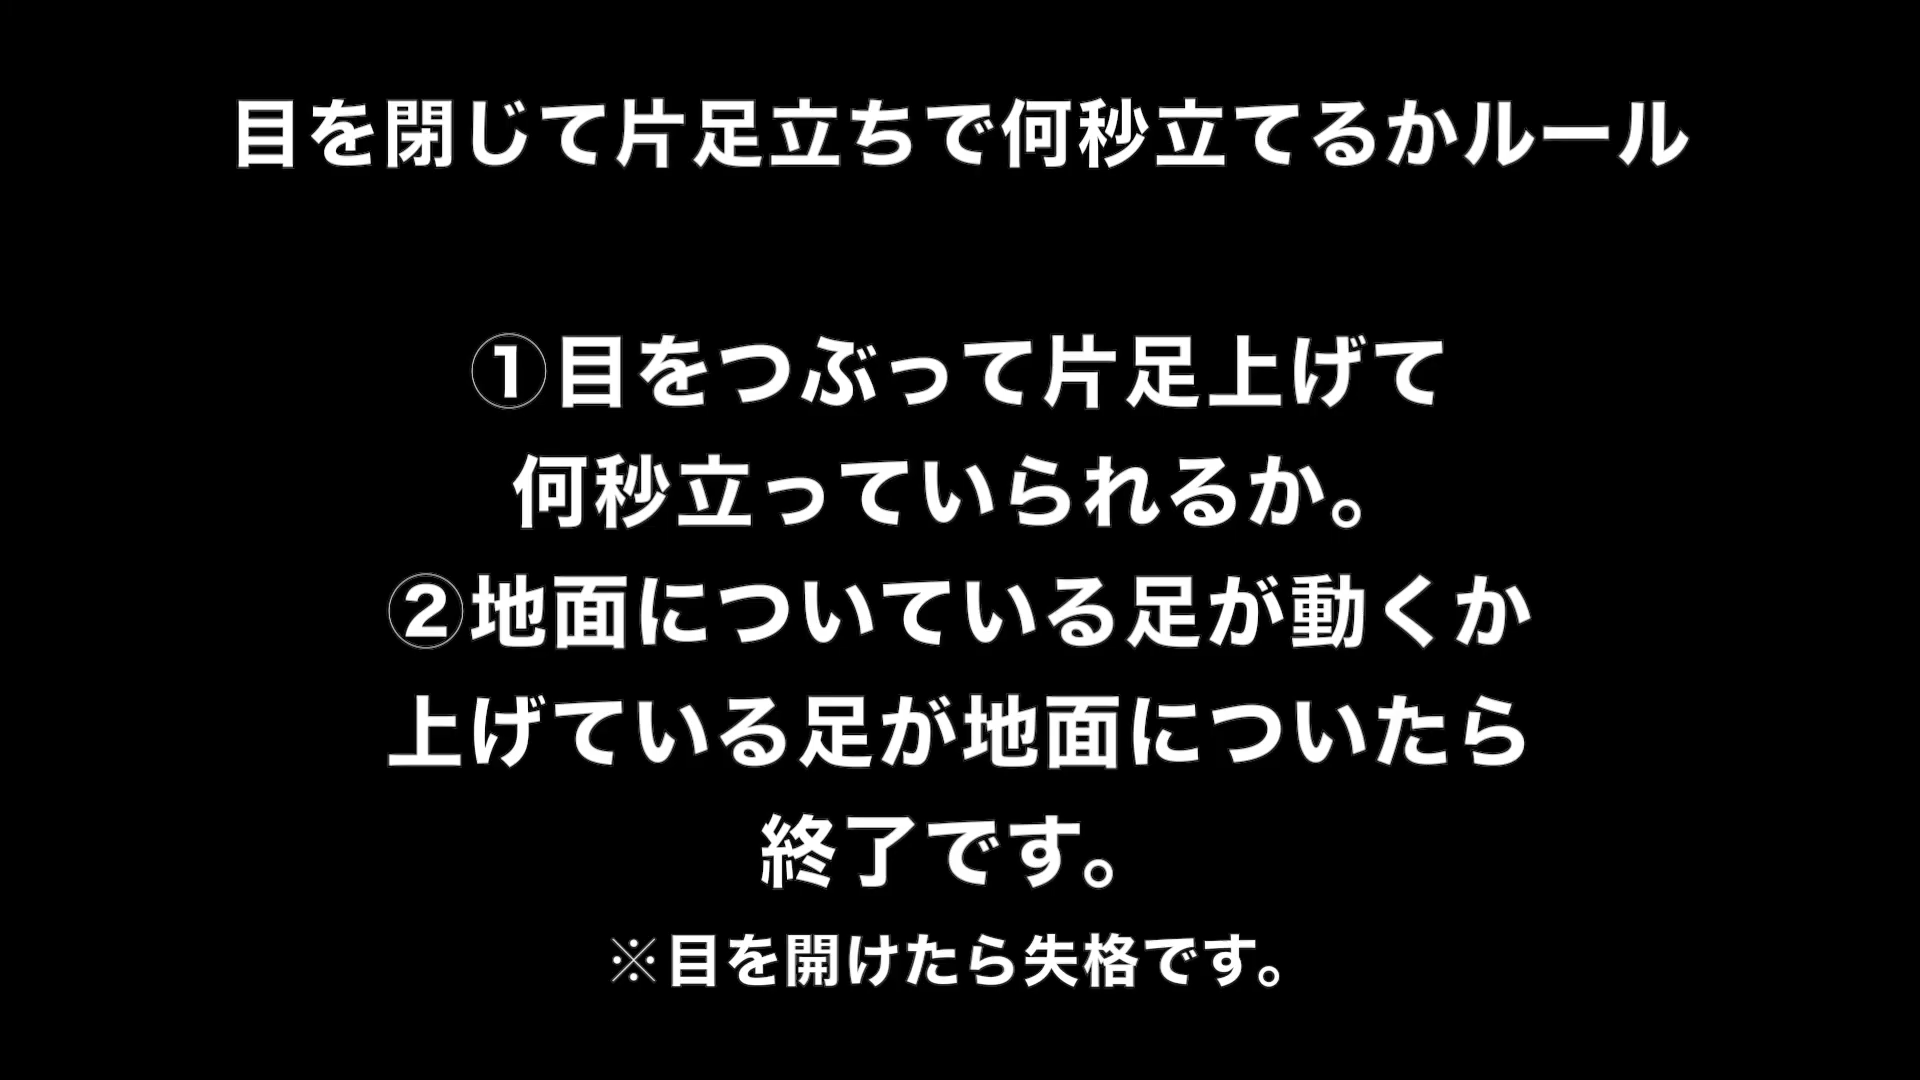 目を閉じて片足立ちで何秒立てるかルール
①目をつぶって片足上げて
何秒立っていられるか。
②地面についている足が動くか
上げている足が地面についたら
終了です。
※目を開けたら失格です。